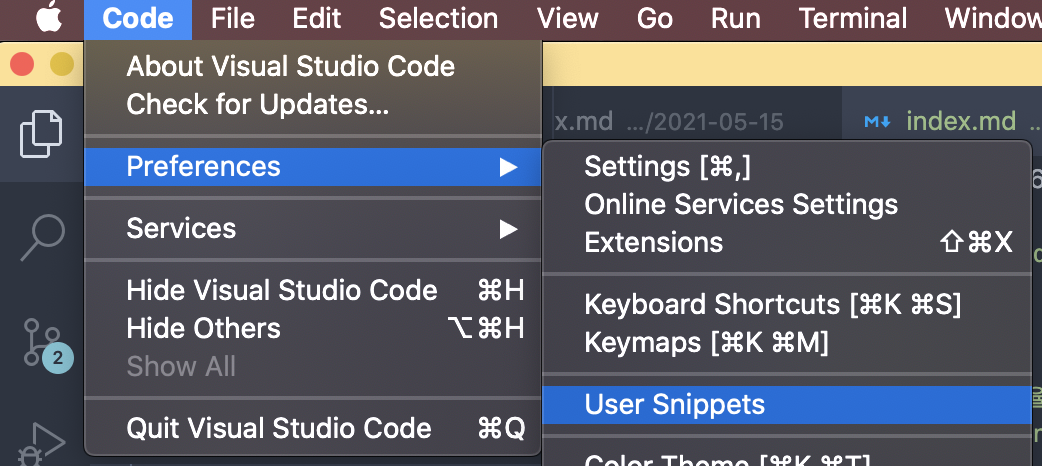 Code File Edit Selection View Go Run Terminal Window
About Visual Studio Code
Check for Updates...
x.md .../2021-05-15 index.md ...
Preferences ▶
Settings [⌘,]
Online Services Settings
Extensions ⇧⌘X
Services ▶
Hide Visual Studio Code ⌘H
Keyboard Shortcuts [⌘K ⌘S]
Hide Others ⌥⌘H
Keymaps [⌘K ⌘M]
2
Show All
User Snippets
Quit Visual Studio Code ⌘Q
Color Theme [⌘K ⌘T]